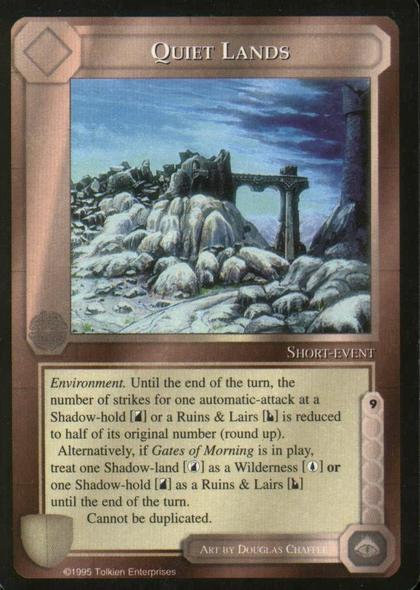 QUIET LANDS
SHORT-EVENT
Environment. Until the end of the turn, the
number of strikes for one automatic-attack at a
Shadow-hold [] or a Ruins & Lairs [] is reduced
to half of its original number (round up).
Alternatively, if Gates of Morning is in play,
treat one Shadow-land [] as a Wilderness [] or
one Shadow-hold [] as a Ruins & Lairs []
until the end of the turn.
Cannot be duplicated.
9
ART BY DOUGLAS CHAFFEE
©1995 Tolkien Enterprises